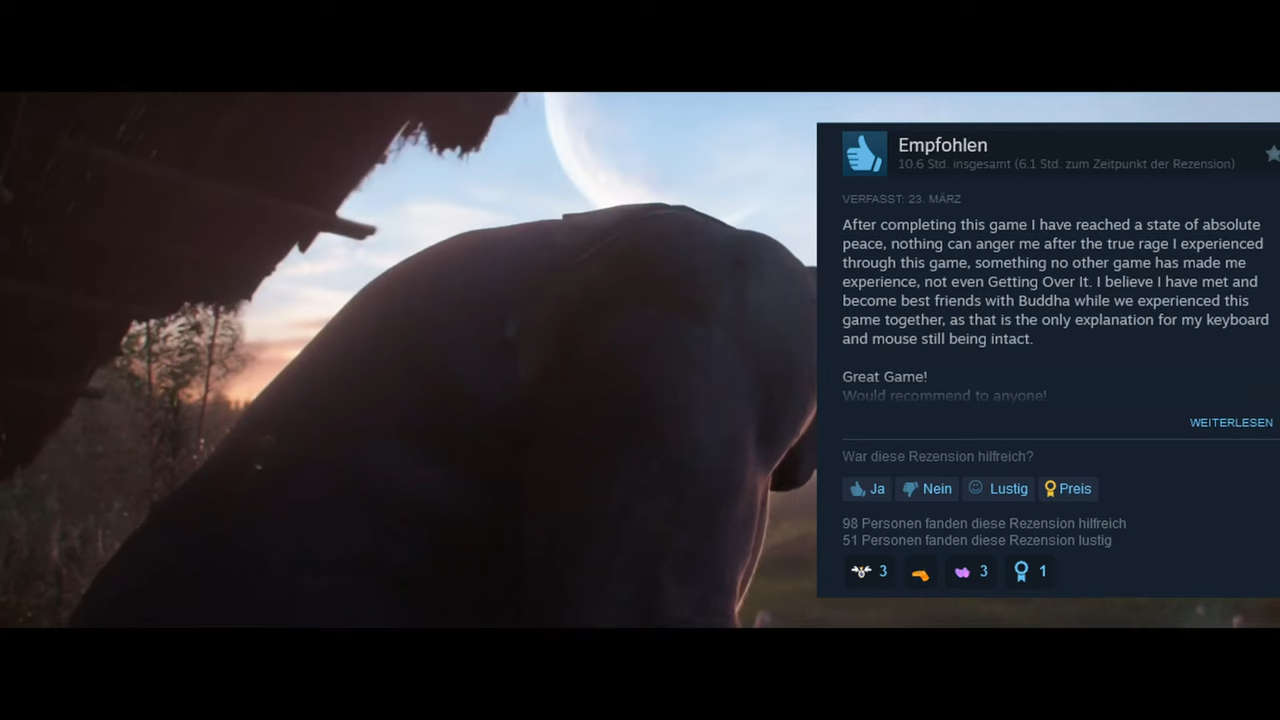 Empfohlen
10.6 Std. insgesamt (6.1 Std. zum Zeitpunkt der Rezension)
VERFASST: 23. MÄRZ
After completing this game I have reached a state of absolute
peace, nothing can anger me after the true rage I experienced
through this game, something no other game has made me
experience, not even Getting Over It. I believe I have met and
become best friends with Buddha while we experienced this
game together, as that is the only explanation for my keyboard
and mouse still being intact.
Great Game!
Would recommend to anyone!
WEITERLESEN
War diese Rezension hilfreich?
Ja Nein Lustig Preis
98 Personen fanden diese Rezension hilfreich
51 Personen fanden diese Rezension lustig
3 3 1